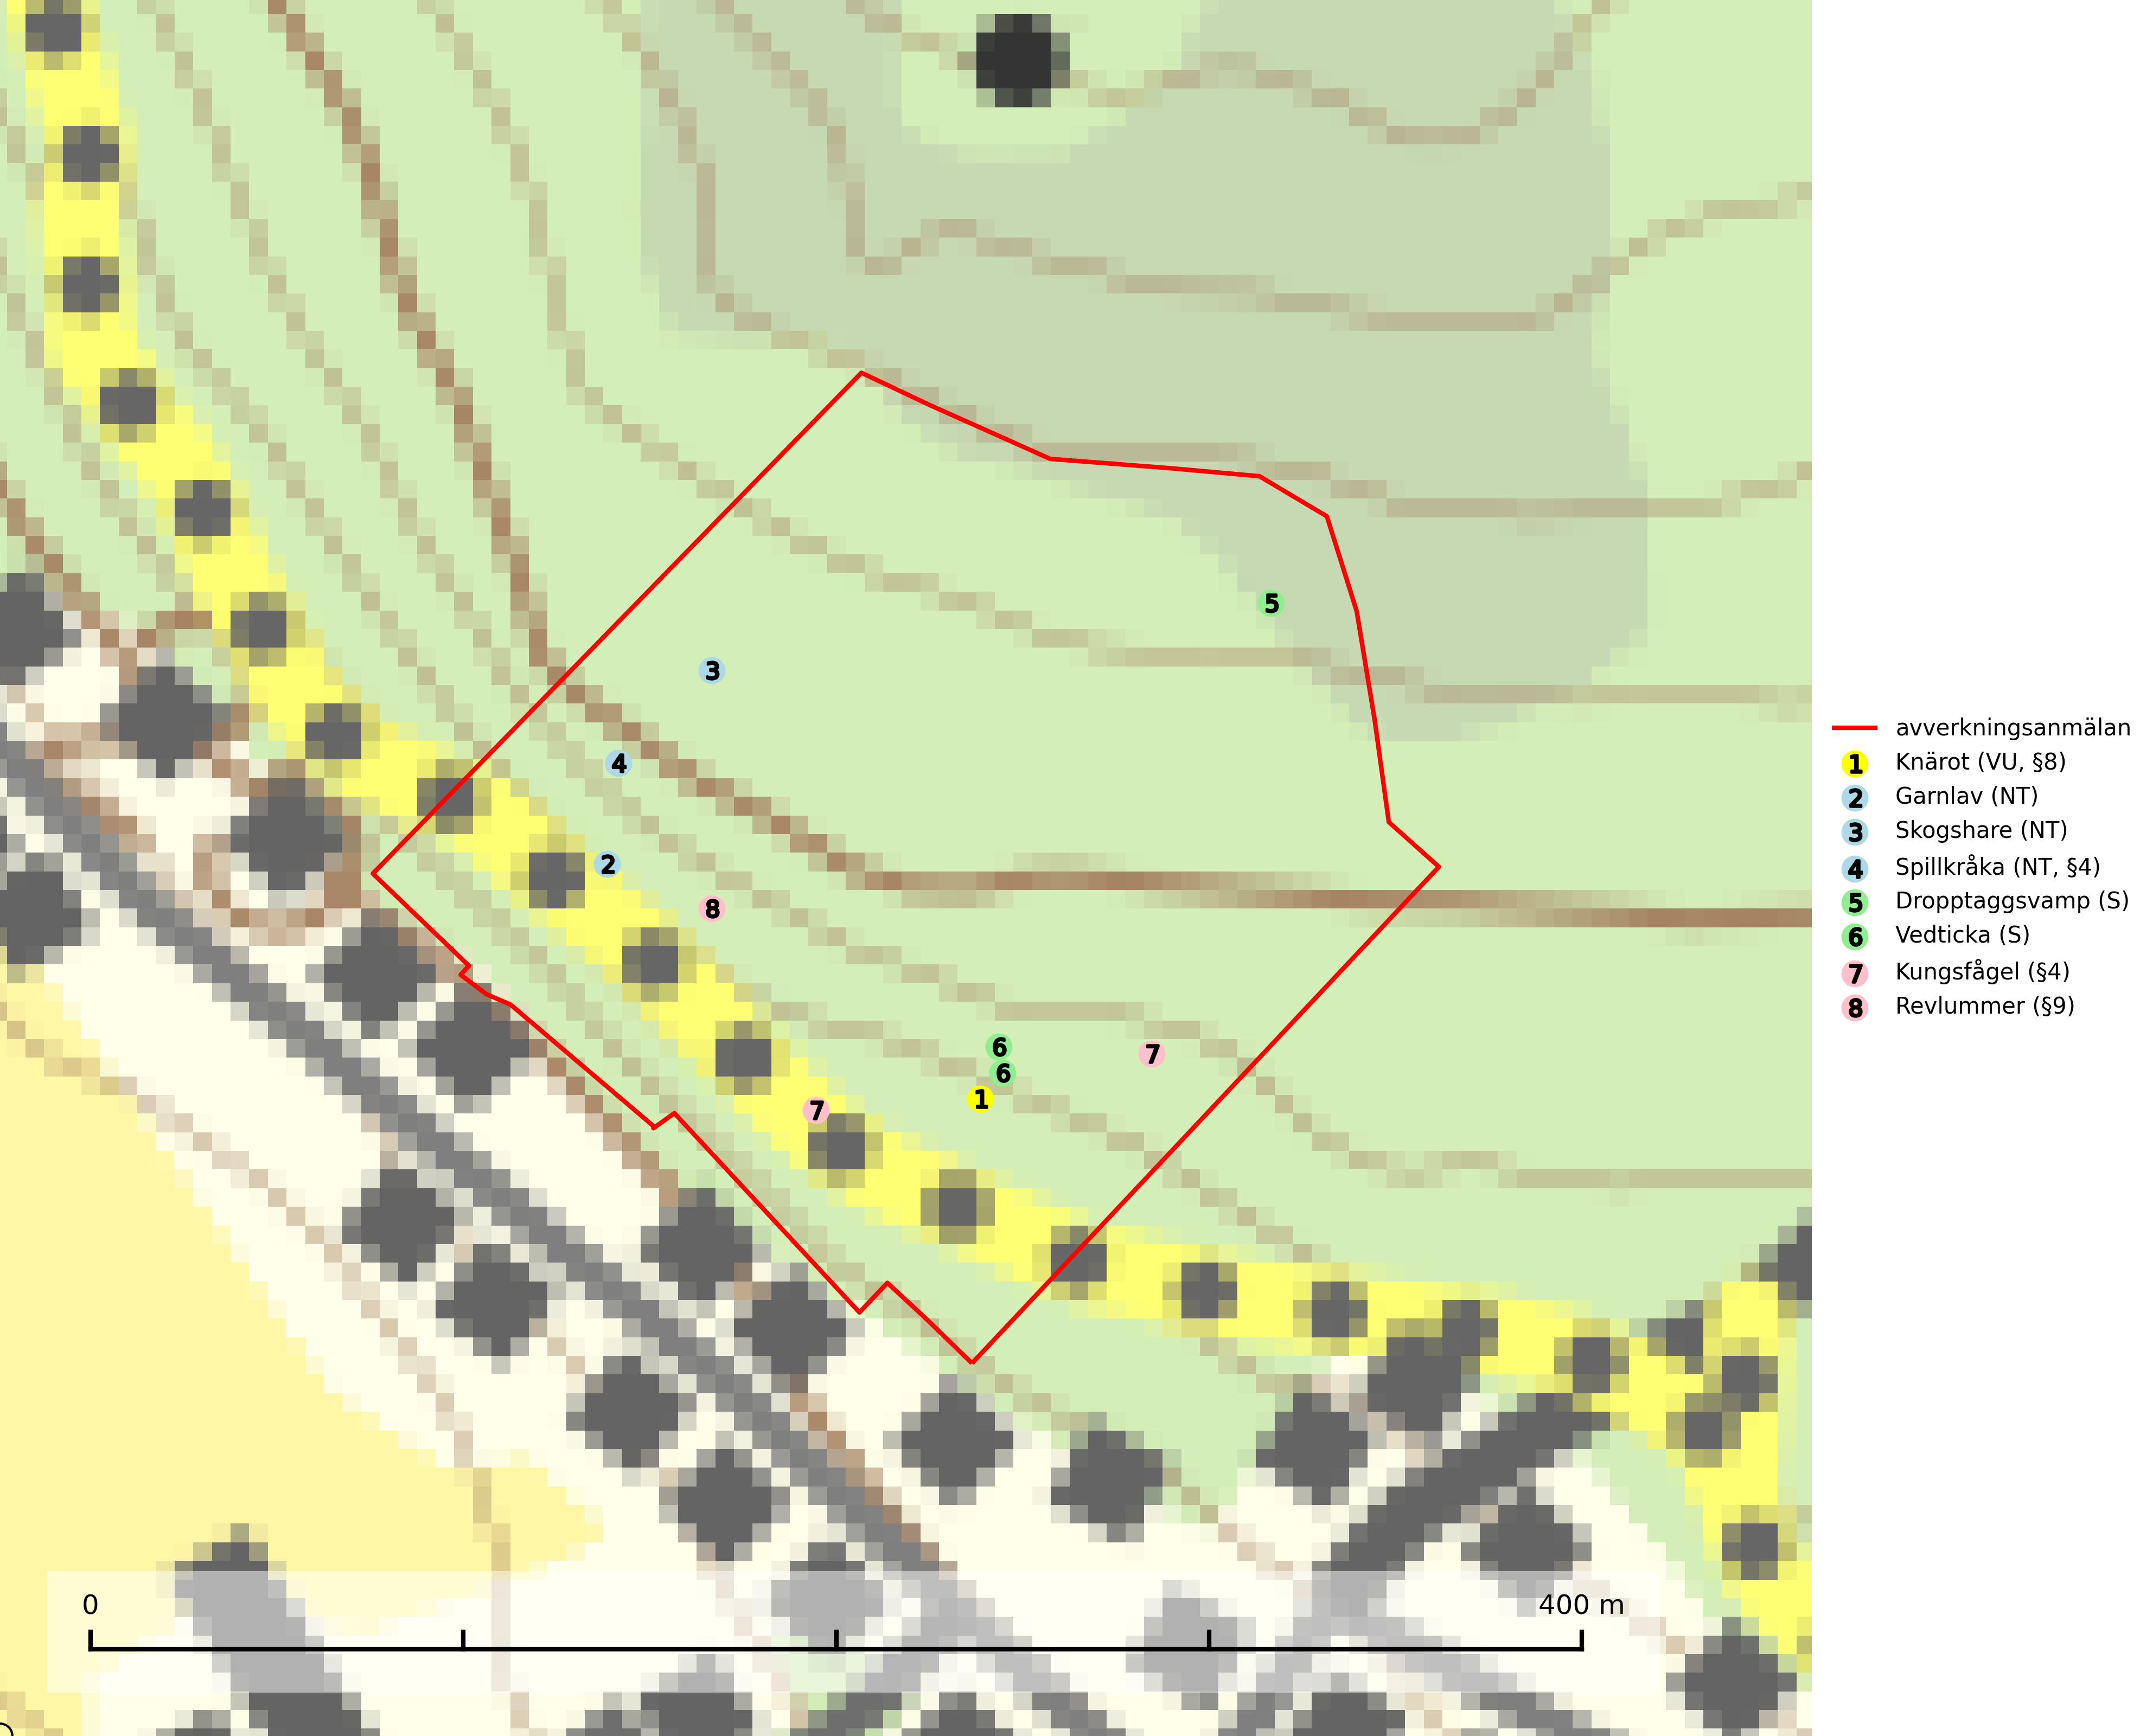 5
3
4
2
8
6
7
6
1
7
avverkningsanmälan
1 Knärot (VU, §8)
2 Garnlav (NT)
3 Skogshare (NT)
4 Spillkråka (NT, §4)
5 Dropptaggsvamp (S)
6 Vedticka (S)
7 Kungsfågel (§4)
8 Revlummer (§9)
0 400 m